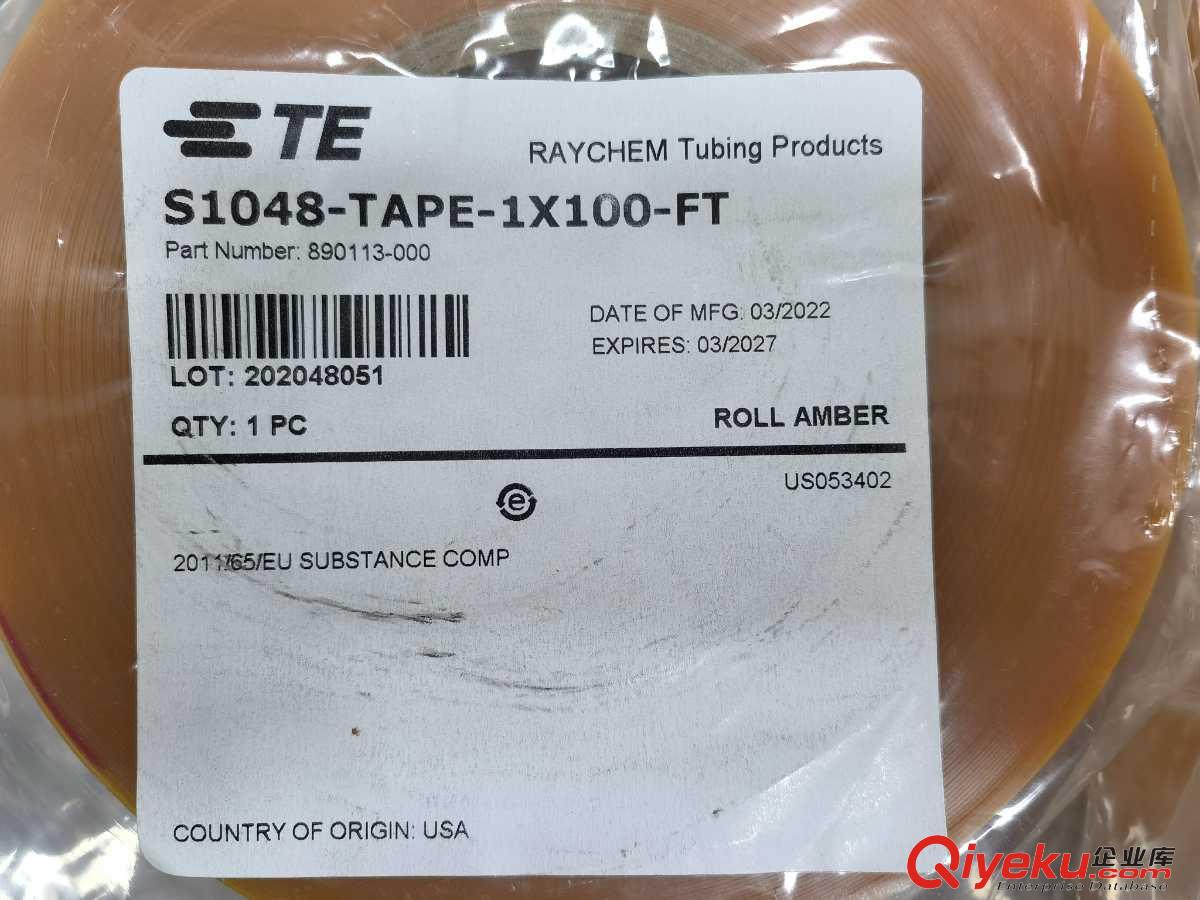 TE
RAYCHEM Tubing Products
S1048-TAPE-1X100-FT
Part Number: 890113-000
DATE OF MFG: 03/2022
EXPIRES: 03/2027
LOT: 202048051
QTY: 1 PC
ROLL AMBER
US053402
e
2011/65/EU SUBSTANCE COMP
COUNTRY OF ORIGIN: USA
Qiyeku企业库
.com
Enterprise Database